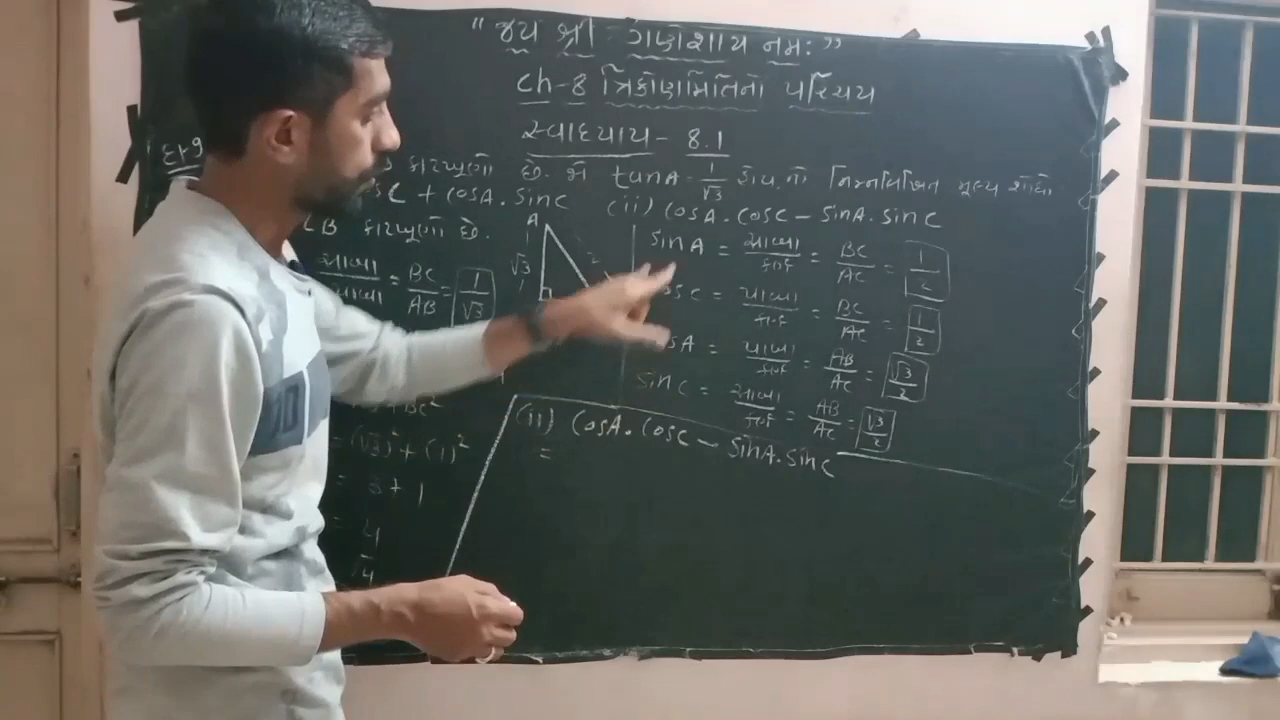 " જય શ્રી ગણેશાય નમઃ "
Ch-8 ત્રિકોણમિતિનો પરિચય
સ્વાધ્યાય - 8.1
કાટખૂણો છે. જો tanA = 1/√3 હોય, તો નિમ્નલિખિત મૂલ્ય શોધો
C + cosA. sinC (ii) cosA. cosC - sinA. sinC
LB કાટખૂણો છે.
= BC/AB = 1/√3
A
√3
2
sinA = સામેની/કર્ણ = BC/AC = 1/2
C = પાસેની/કર્ણ = BC/AC = 1/2
A = પાસેની/કર્ણ = AB/AC = √3/2
sinC = સામેની/કર્ણ = AB/AC = √3/2
+ BC²
= (√3)² + (1)²
= 3 + 1
= 4
√4
(ii) cosA. cosC - sinA. sinC
=